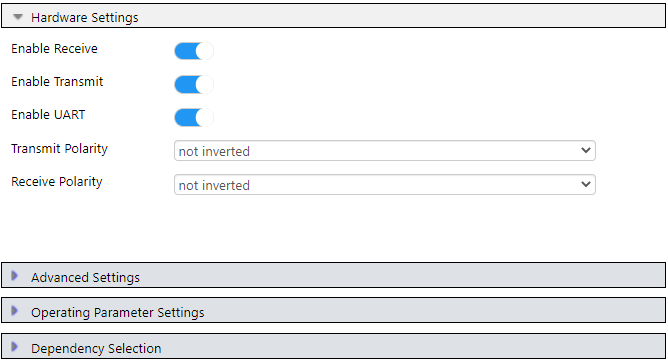 Hardware Settings
Enable Receive
Enable Transmit
Enable UART
Transmit Polarity not inverted
Receive Polarity not inverted
Advanced Settings
Operating Parameter Settings
Dependency Selection